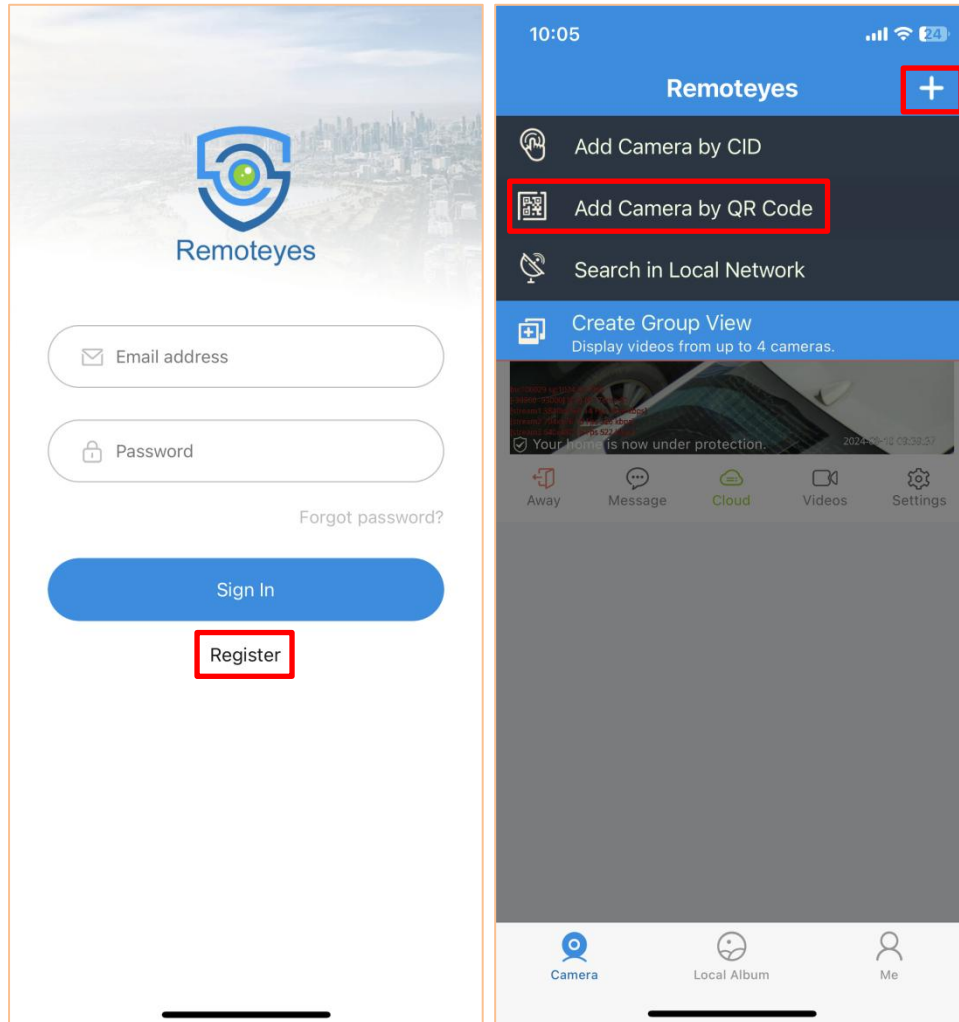 Remoteyes
Email address
Password
Forgot password?
Sign In
Register
10:05
24
Remoteyes
Add Camera by CID
Add Camera by QR Code
Search in Local Network
Create Group View
Display videos from up to 4 cameras.
Your home is now under protection.
Away
Message
Cloud
Videos
Settings
Camera
Local Album
Me